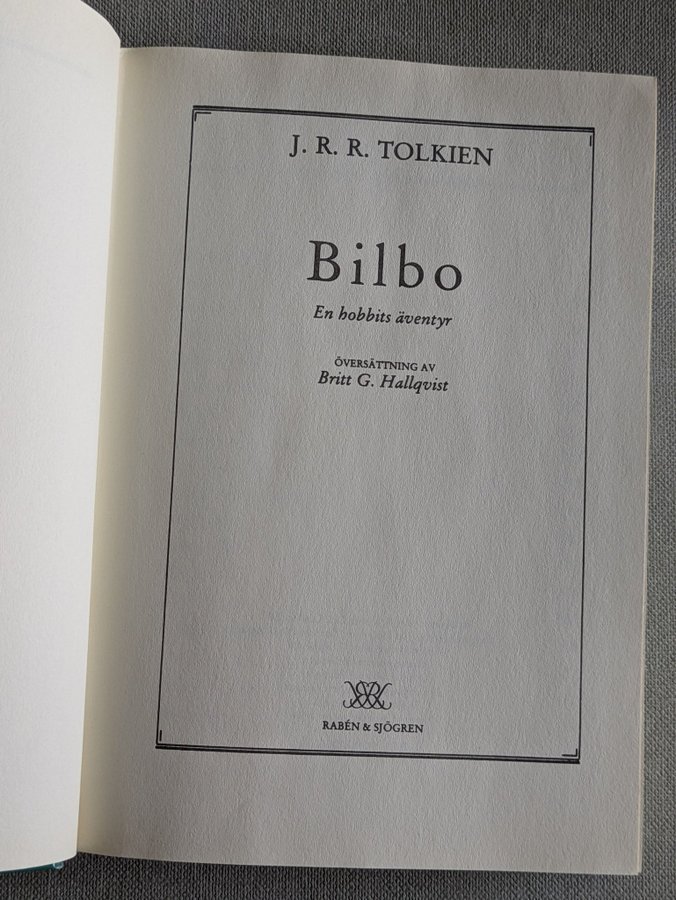 J. R. R. TOLKIEN
Bilbo
En hobbits äventyr
ÖVERSÄTTNING AV
Britt G. Hallqvist
RABÉN & SJÖGREN